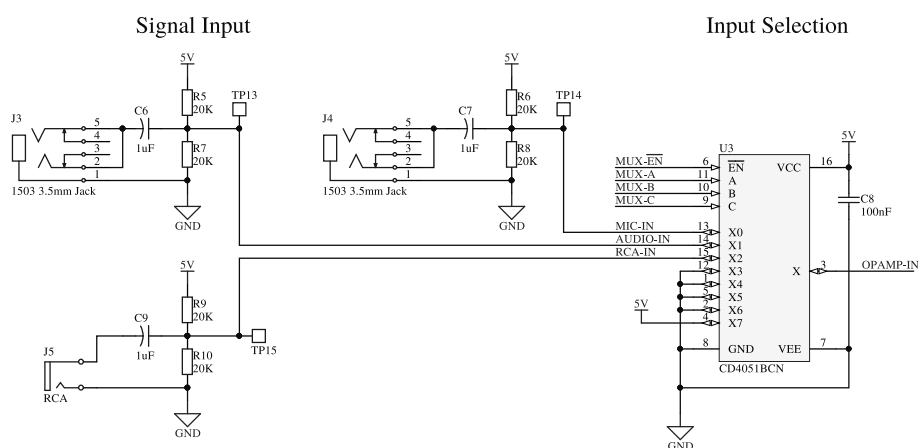 Signal Input
Input Selection
5V
5V
R5
20K
TP13
R6
20K
TP14
J3
C6
1uF
5
4
3
2
1
R7
20K
1503 3.5mm Jack
GND
J4
C7
1uF
5
4
3
2
1
R8
20K
1503 3.5mm Jack
GND
5V
U3
MUX-EN 6 EN VCC 16
MUX-A 11 A
MUX-B 10 B
MUX-C 9 C
C8
100nF
MIC-IN 13 X0
AUDIO-IN 14 X1
RCA-IN 15 X2
12 X3 X 3 OPAMP-IN
1 X4
5 X5
2 X6
5V 4 X7
8 GND VEE 7
CD4051BCN
GND
5V
R9
20K
C9
1uF
TP15
R10
20K
J5
RCA
GND